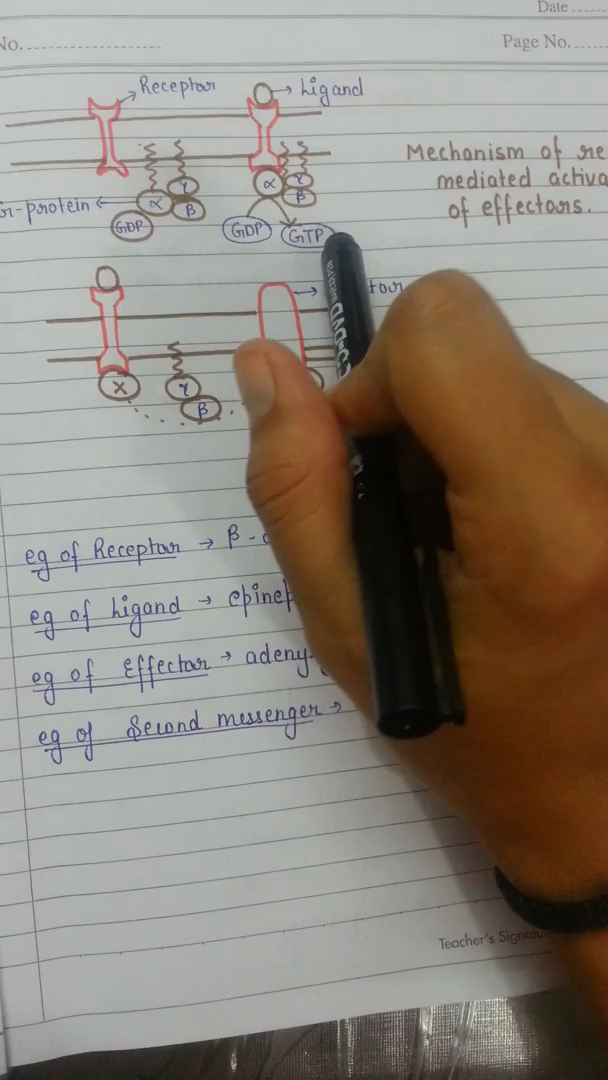 Date
No.
Page No.
Receptor
Ligand
Mechanism of re
mediated activa
of effectors.
G-protein
α
γ
β
GDP
α
γ
β
GDP
GTP
tor
α
γ
β
eg of Receptor → β-
eg of Ligand → epinep
eg of Effector → adeny
eg of Second messenger →
Teacher's Signatu